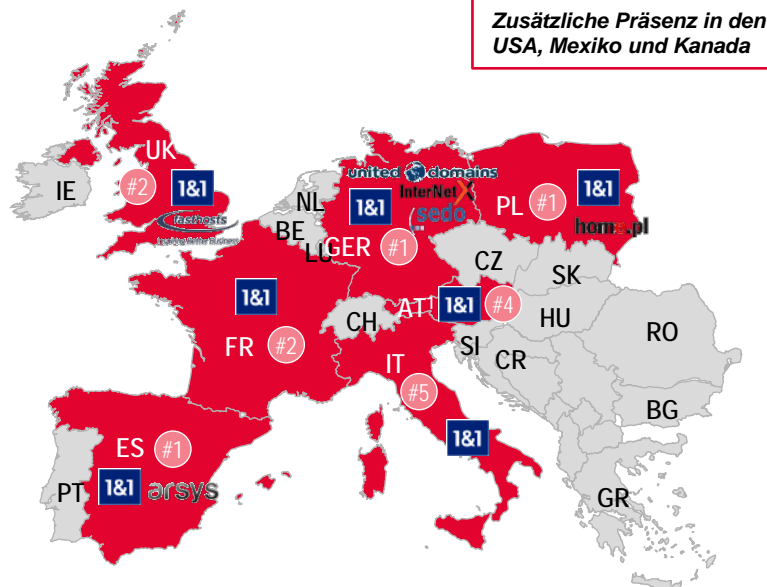 Zusätzliche Präsenz in den
USA, Mexiko und Kanada
UK
IE
#2
1&1
fasthosts
united domains
InterNetX
sedo
1&1
NL
BE
LU
GER
#1
PL
#1
1&1
home.pl
CZ
SK
1&1
FR
#2
CH
AT
1&1
#4
HU
RO
SI
CR
IT
#5
BG
1&1
ES
#1
1&1
arsys
PT
GR